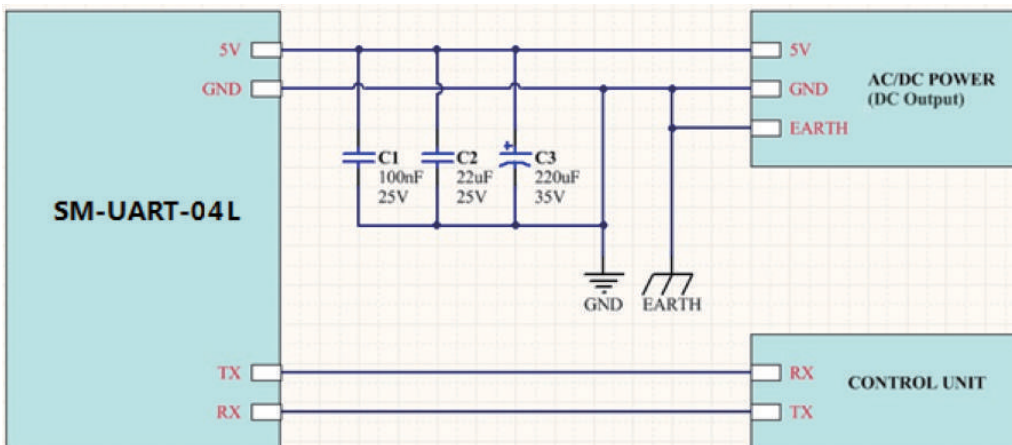 5V
GND
SM-UART-04L
TX
RX
C1
100nF
25V
C2
22uF
25V
C3
220uF
35V
GND
EARTH
5V
GND
EARTH
AC/DC POWER
(DC Output)
RX
TX
CONTROL UNIT